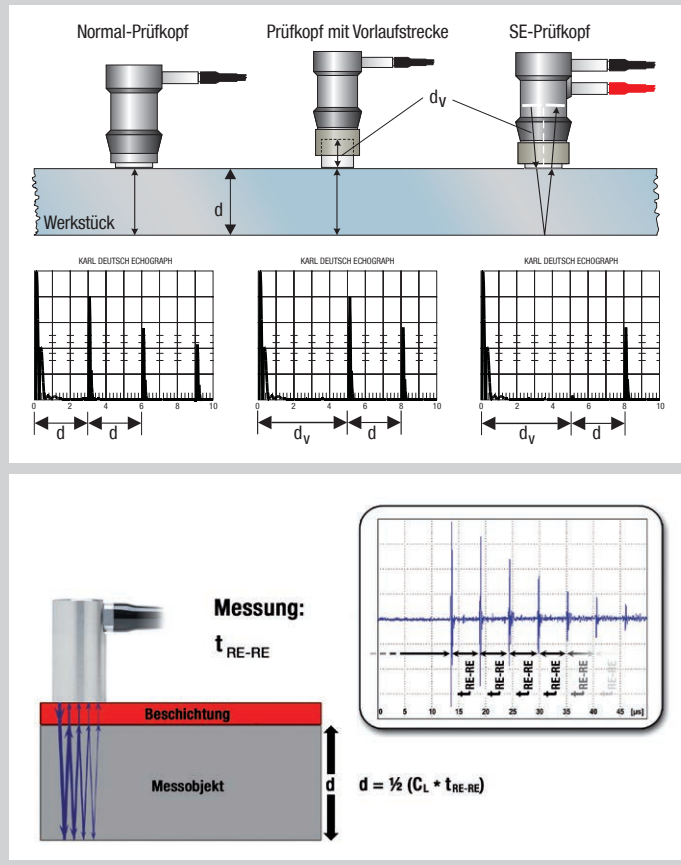 Normal-Prüfkopf Prüfkopf mit Vorlaufstrecke SE-Prüfkopf
dv
d
Werkstück
KARL DEUTSCH ECHOGRAPH KARL DEUTSCH ECHOGRAPH KARL DEUTSCH ECHOGRAPH
0 2 4 6 8 10 0 2 4 6 8 10 0 2 4 6 8 10
d d dv d dv d
Messung:
t RE-RE
tRE-RE tRE-RE tRE-RE tRE-RE tRE-RE tRE-RE
0 5 10 15 20 25 30 35 40 45 [µs]
Beschichtung
Messobjekt
d
d = ½ (CL * tRE-RE)